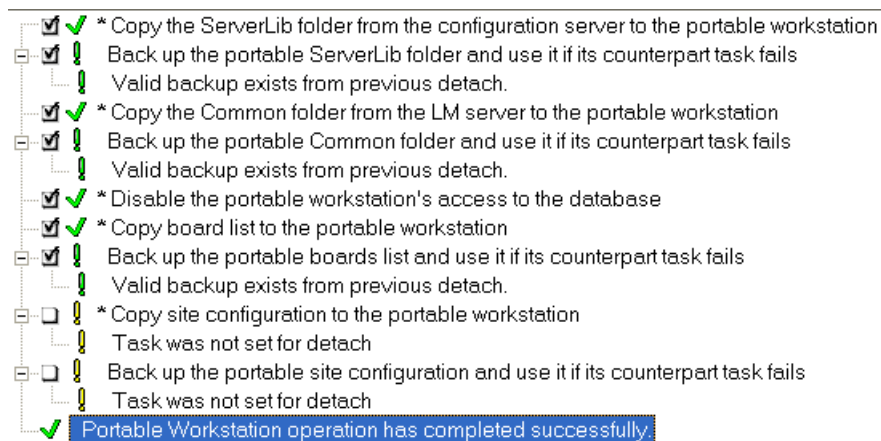 * Copy the ServerLib folder from the configuration server to the portable workstation
Back up the portable ServerLib folder and use it if its counterpart task fails
Valid backup exists from previous detach.
* Copy the Common folder from the LM server to the portable workstation
Back up the portable Common folder and use it if its counterpart task fails
Valid backup exists from previous detach.
* Disable the portable workstation's access to the database
* Copy board list to the portable workstation
Back up the portable boards list and use it if its counterpart task fails
Valid backup exists from previous detach.
* Copy site configuration to the portable workstation
Task was not set for detach
Back up the portable site configuration and use it if its counterpart task fails
Task was not set for detach
Portable Workstation operation has completed successfully.